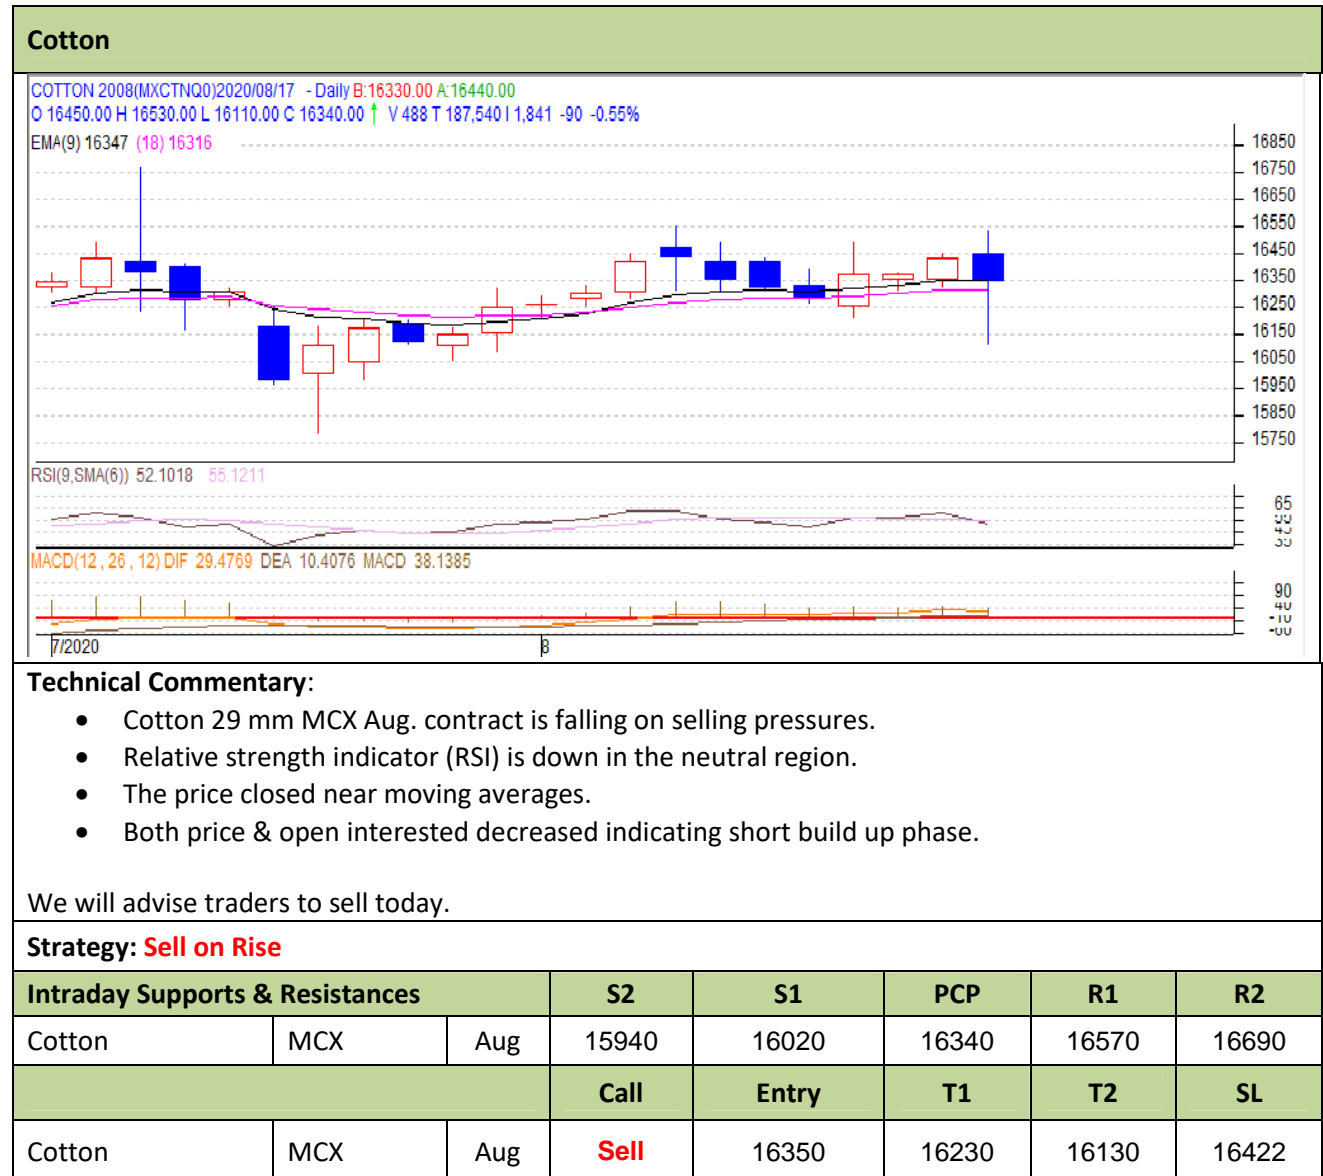 Cotton
COTTON 2008(MXCTNQ0)2020/08/17 - Daily B:16330.00 A:16440.00
O 16450.00 H 16530.00 L 16110.00 C 16340.00 V 488 T 187,540 I 1,841 -90 -0.55%
EMA(9) 16347 (18) 16316
16850
16750
16650
16550
16450
16350
16250
16150
16050
15950
15850
15750
RSI(9,SMA(6)) 52.1018 55.1211
65
45
35
MACD(12 , 26 , 12) DIF 29.4769 DEA 10.4076 MACD 38.1385
90
40
-10
-60
7/2020 8
Technical Commentary:
• Cotton 29 mm MCX Aug. contract is falling on selling pressures.
• Relative strength indicator (RSI) is down in the neutral region.
• The price closed near moving averages.
• Both price & open interested decreased indicating short build up phase.
We will advise traders to sell today.
Strategy: Sell on Rise
Intraday Supports & Resistances S2 S1 PCP R1 R2
Cotton MCX Aug 15940 16020 16340 16570 16690
Call Entry T1 T2 SL
Cotton MCX Aug Sell 16350 16230 16130 16422